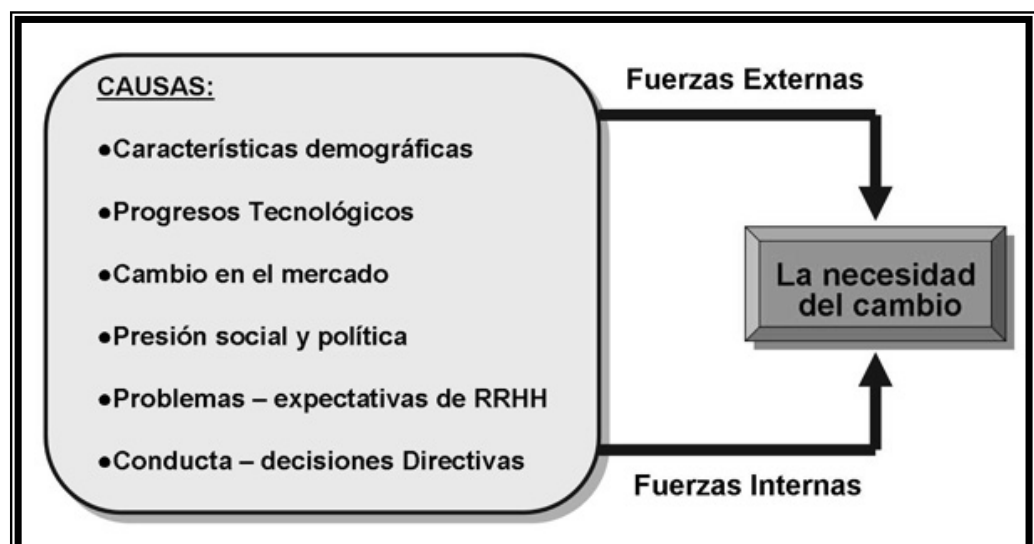 CAUSAS:
●Características demográficas
●Progresos Tecnológicos
●Cambio en el mercado
●Presión social y política
●Problemas – expectativas de RRHH
●Conducta – decisiones Directivas
Fuerzas Externas
La necesidad
del cambio
Fuerzas Internas